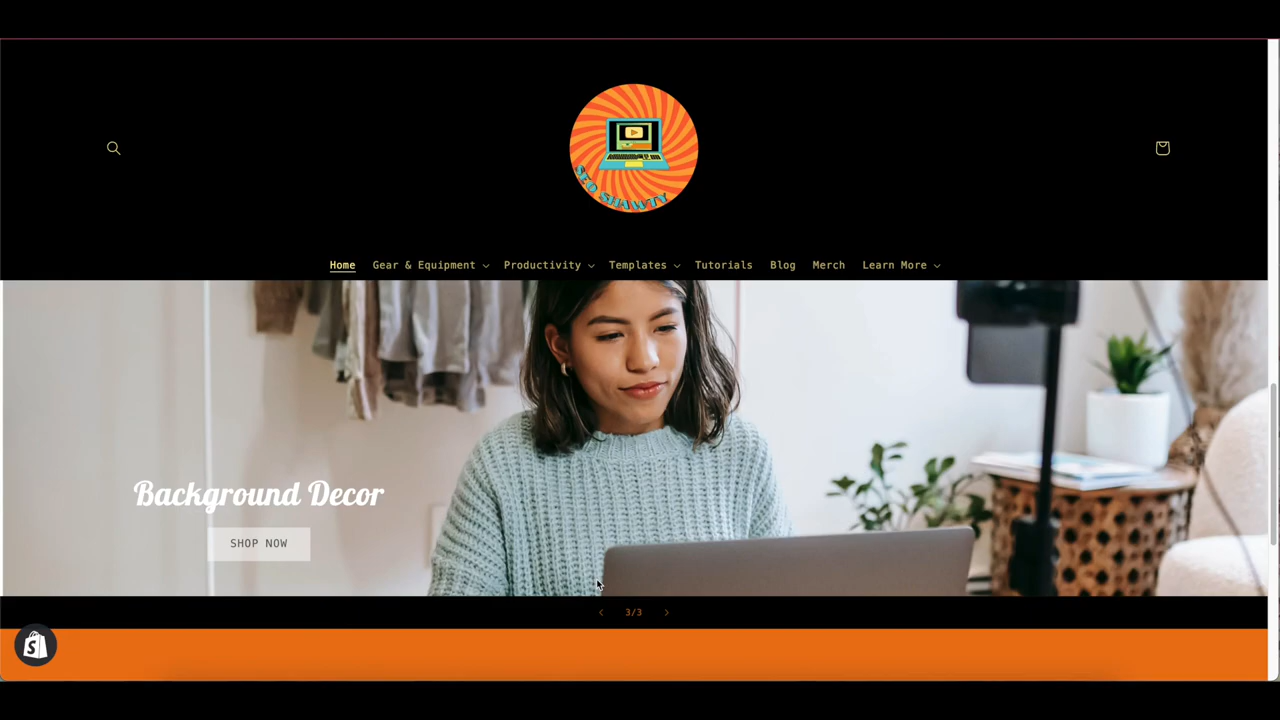 SEO SHAWTY
Home Gear & Equipment Productivity Templates Tutorials Blog Merch Learn More
Background Decor
SHOP NOW
3/3